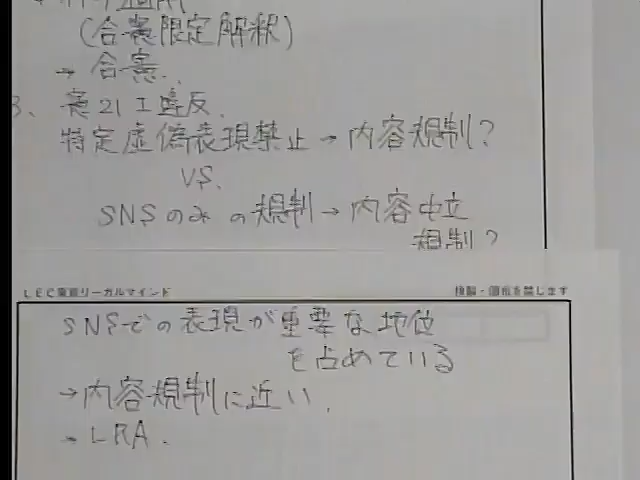 (合憲限定解釈)
→ 合憲.
3、憲21Ⅰ違反.
特定虚偽表現禁止→内容規制?
VS.
SNSのみの規制→内容中立
規制?
LEC東京リーガルマインド 複製・頒布を禁じます
SNSでの表現が重要な地位
を占めている
→内容規制に近い.
→LRA.